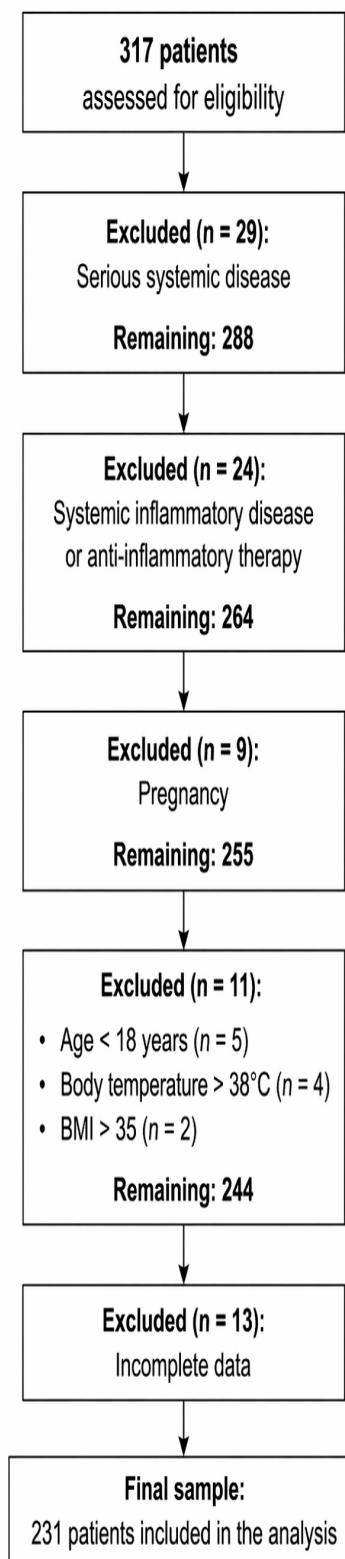 317 patients
assessed for eligibility
Excluded (n = 29):
Serious systemic disease
Remaining: 288
Excluded (n = 24):
Systemic inflammatory disease
or anti-inflammatory therapy
Remaining: 264
Excluded (n = 9):
Pregnancy
Remaining: 255
Excluded (n = 11):
• Age < 18 years (n = 5)
• Body temperature > 38°C (n = 4)
• BMI > 35 (n = 2)
Remaining: 244
Excluded (n = 13):
Incomplete data
Final sample:
231 patients included in the analysis